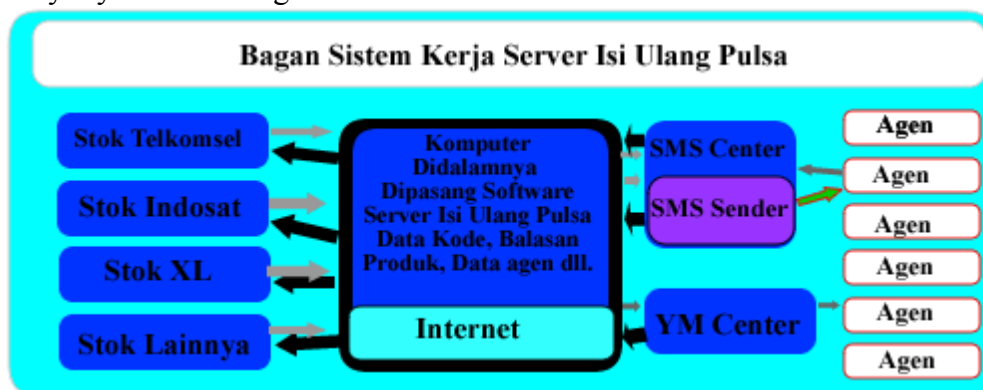 Bagan Sistem Kerja Server Isi Ulang Pulsa
Stok Telkomsel
Stok Indosat
Stok XL
Stok Lainnya
Komputer
Didalamnya
Dipasang Software
Server Isi Ulang Pulsa
Data Kode, Balasan
Produk, Data agen dll.
Internet
SMS Center
SMS Sender
YM Center
Agen
Agen
Agen
Agen
Agen
Agen